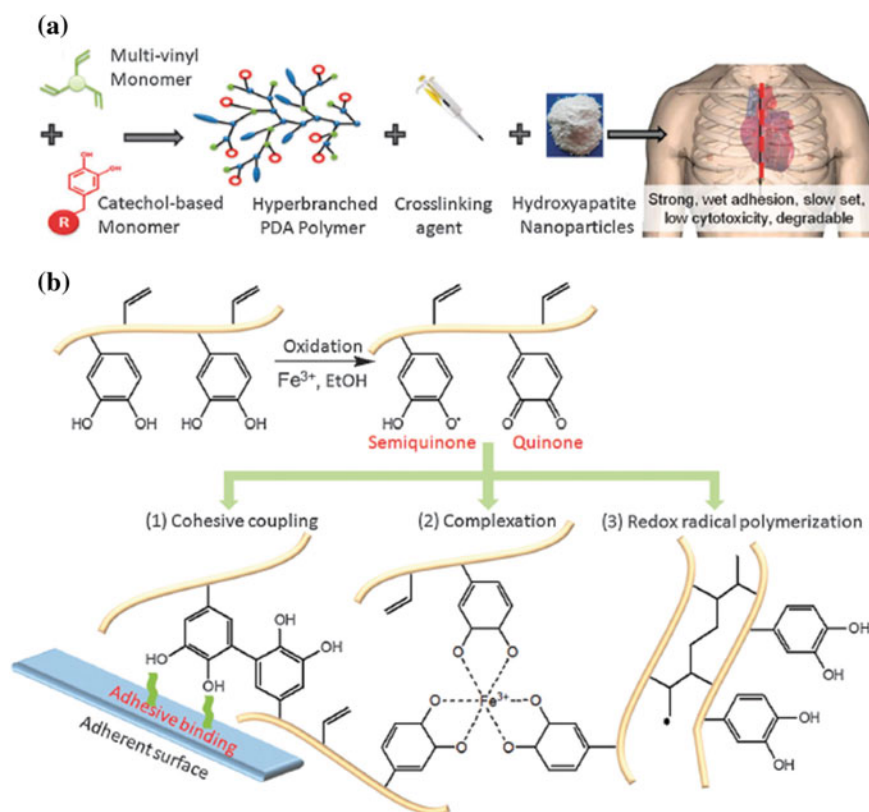 (a)
Multi-vinyl
Monomer
+
OH
OH
R
Catechol-based
Monomer
Hyperbranched
PDA Polymer
+
Crosslinking
agent
+
Hydroxyapatite
Nanoparticles
Strong, wet adhesion, slow set,
low cytotoxicity, degradable
(b)
HO OH HO OH
Oxidation
Fe³⁺, EtOH
HO O• O O
Semiquinone Quinone
(1) Cohesive coupling
OH
OH
HO
HO
OH
Adhesive binding
Adherent surface
(2) Complexation
O O
O Fe³⁺ O
O O
(3) Redox radical polymerization
OH
HO
OH
HO